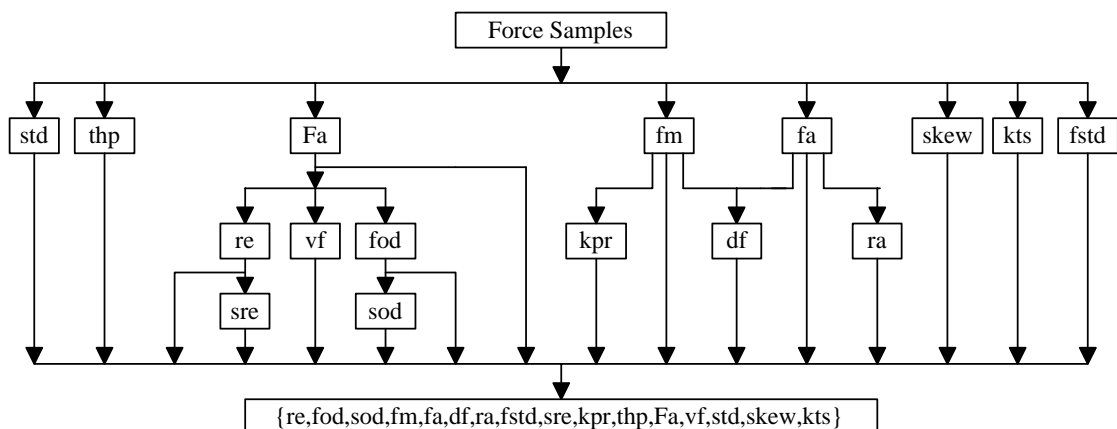 Force Samples
std thp Fa fm fa skew kts fstd
re vf fod kpr df ra
sre sod
{re,fod,sod,fm,fa,df,ra,fstd,sre,kpr,thp,Fa,vf,std,skew,kts}